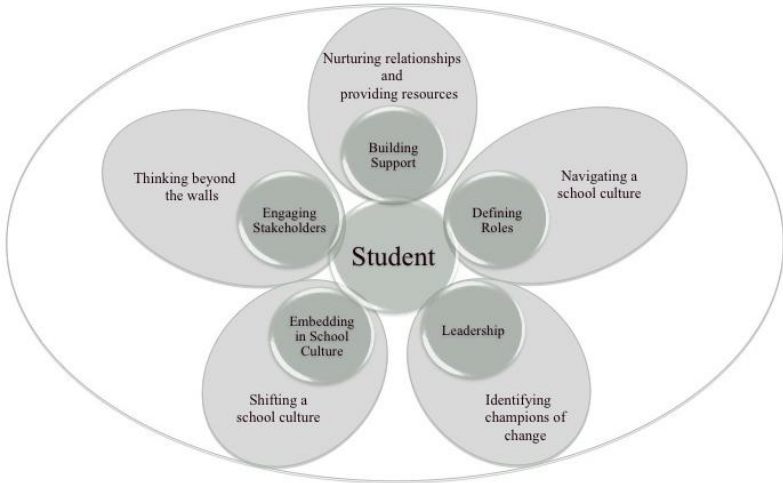 Nurturing relationships
and
providing resources
Building
Support
Thinking beyond
the walls
Engaging
Stakeholders
Navigating a
school culture
Defining
Roles
Student
Embedding
in School
Culture
Shifting a
school culture
Leadership
Identifying
champions of
change